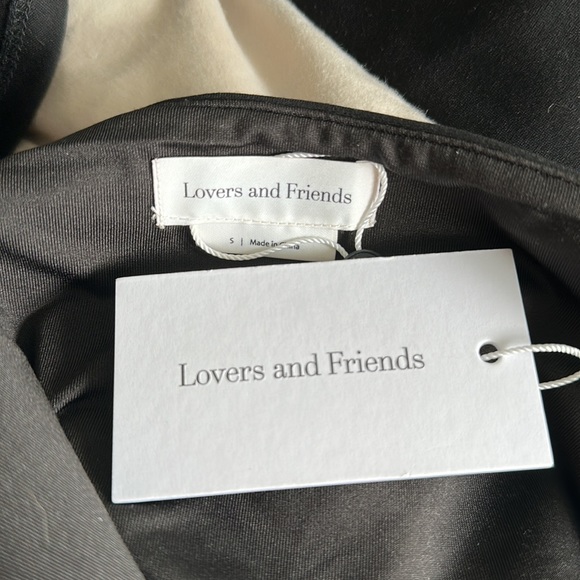 Lovers and Friends
S | Made in
Lovers and Friends